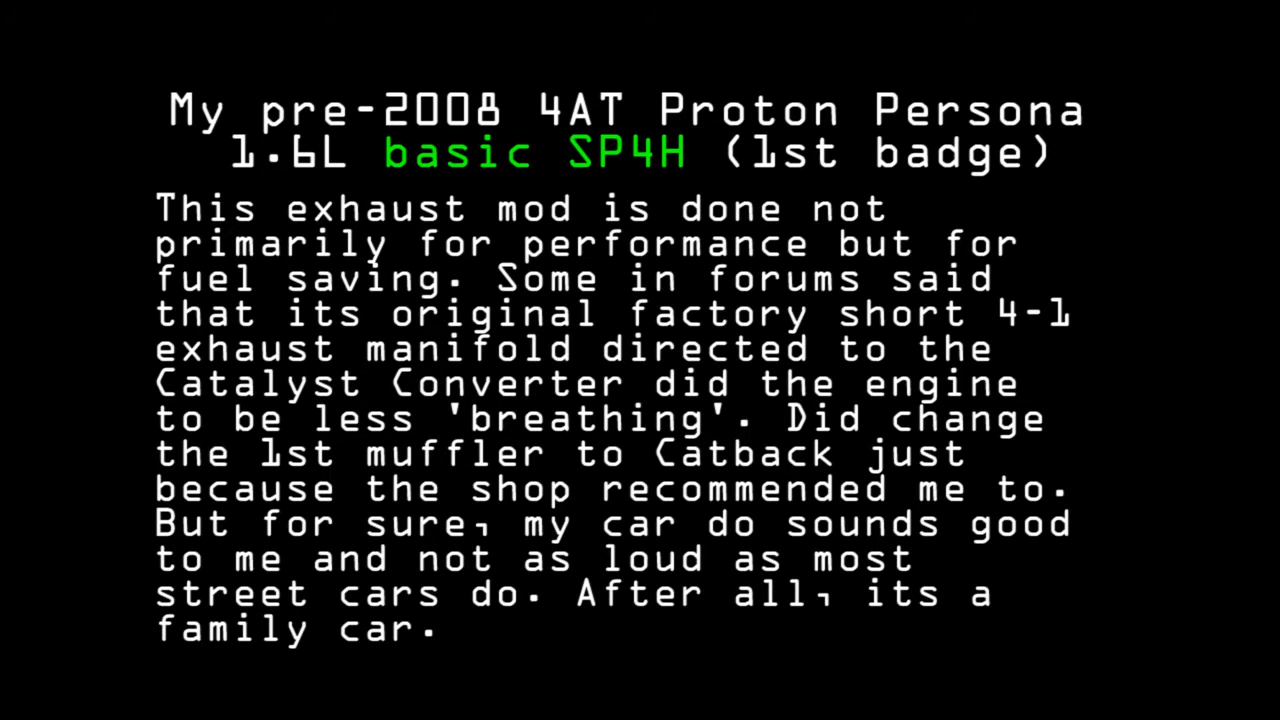 My pre-2008 4AT Proton Persona
1.6L basic SP4H (1st badge)
This exhaust mod is done not
primarily for performance but for
fuel saving. Some in forums said
that its original factory short 4-1
exhaust manifold directed to the
Catalyst Converter did the engine
to be less 'breathing'. Did change
the 1st muffler to Catback just
because the shop recommended me to.
But for sure, my car do sounds good
to me and not as loud as most
street cars do. After all, its a
family car.